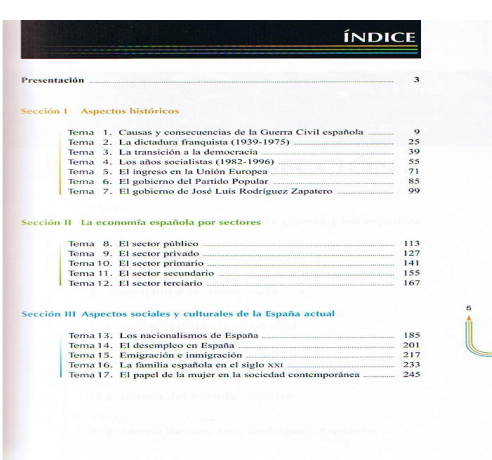 ÍNDICE
Presentación 3
Sección I Aspectos históricos
Tema 1. Causas y consecuencias de la Guerra Civil española 9
Tema 2. La dictadura franquista (1939-1975) 25
Tema 3. La transición a la democracia 39
Tema 4. Los años socialistas (1982-1996) 55
Tema 5. El ingreso en la Unión Europea 71
Tema 6. El gobierno del Partido Popular 85
Tema 7. El gobierno de José Luis Rodríguez Zapatero 99
Sección II La economía española por sectores
Tema 8. El sector público 113
Tema 9. El sector privado 127
Tema 10. El sector primario 141
Tema 11. El sector secundario 155
Tema 12. El sector terciario 167
Sección III Aspectos sociales y culturales de la España actual
Tema 13. Los nacionalismos de España 185
Tema 14. El desempleo en España 201
Tema 15. Emigración e inmigración 217
Tema 16. La familia española en el siglo XXI 233
Tema 17. El papel de la mujer en la sociedad contemporánea 245
5